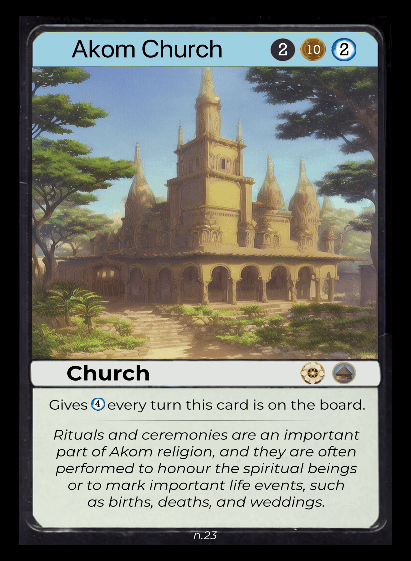 Akom Church 2 10 2
Church
Gives 4 every turn this card is on the board.
Rituals and ceremonies are an important
part of Akom religion, and they are often
performed to honour the spiritual beings
or to mark important life events, such
as births, deaths, and weddings.
n.23